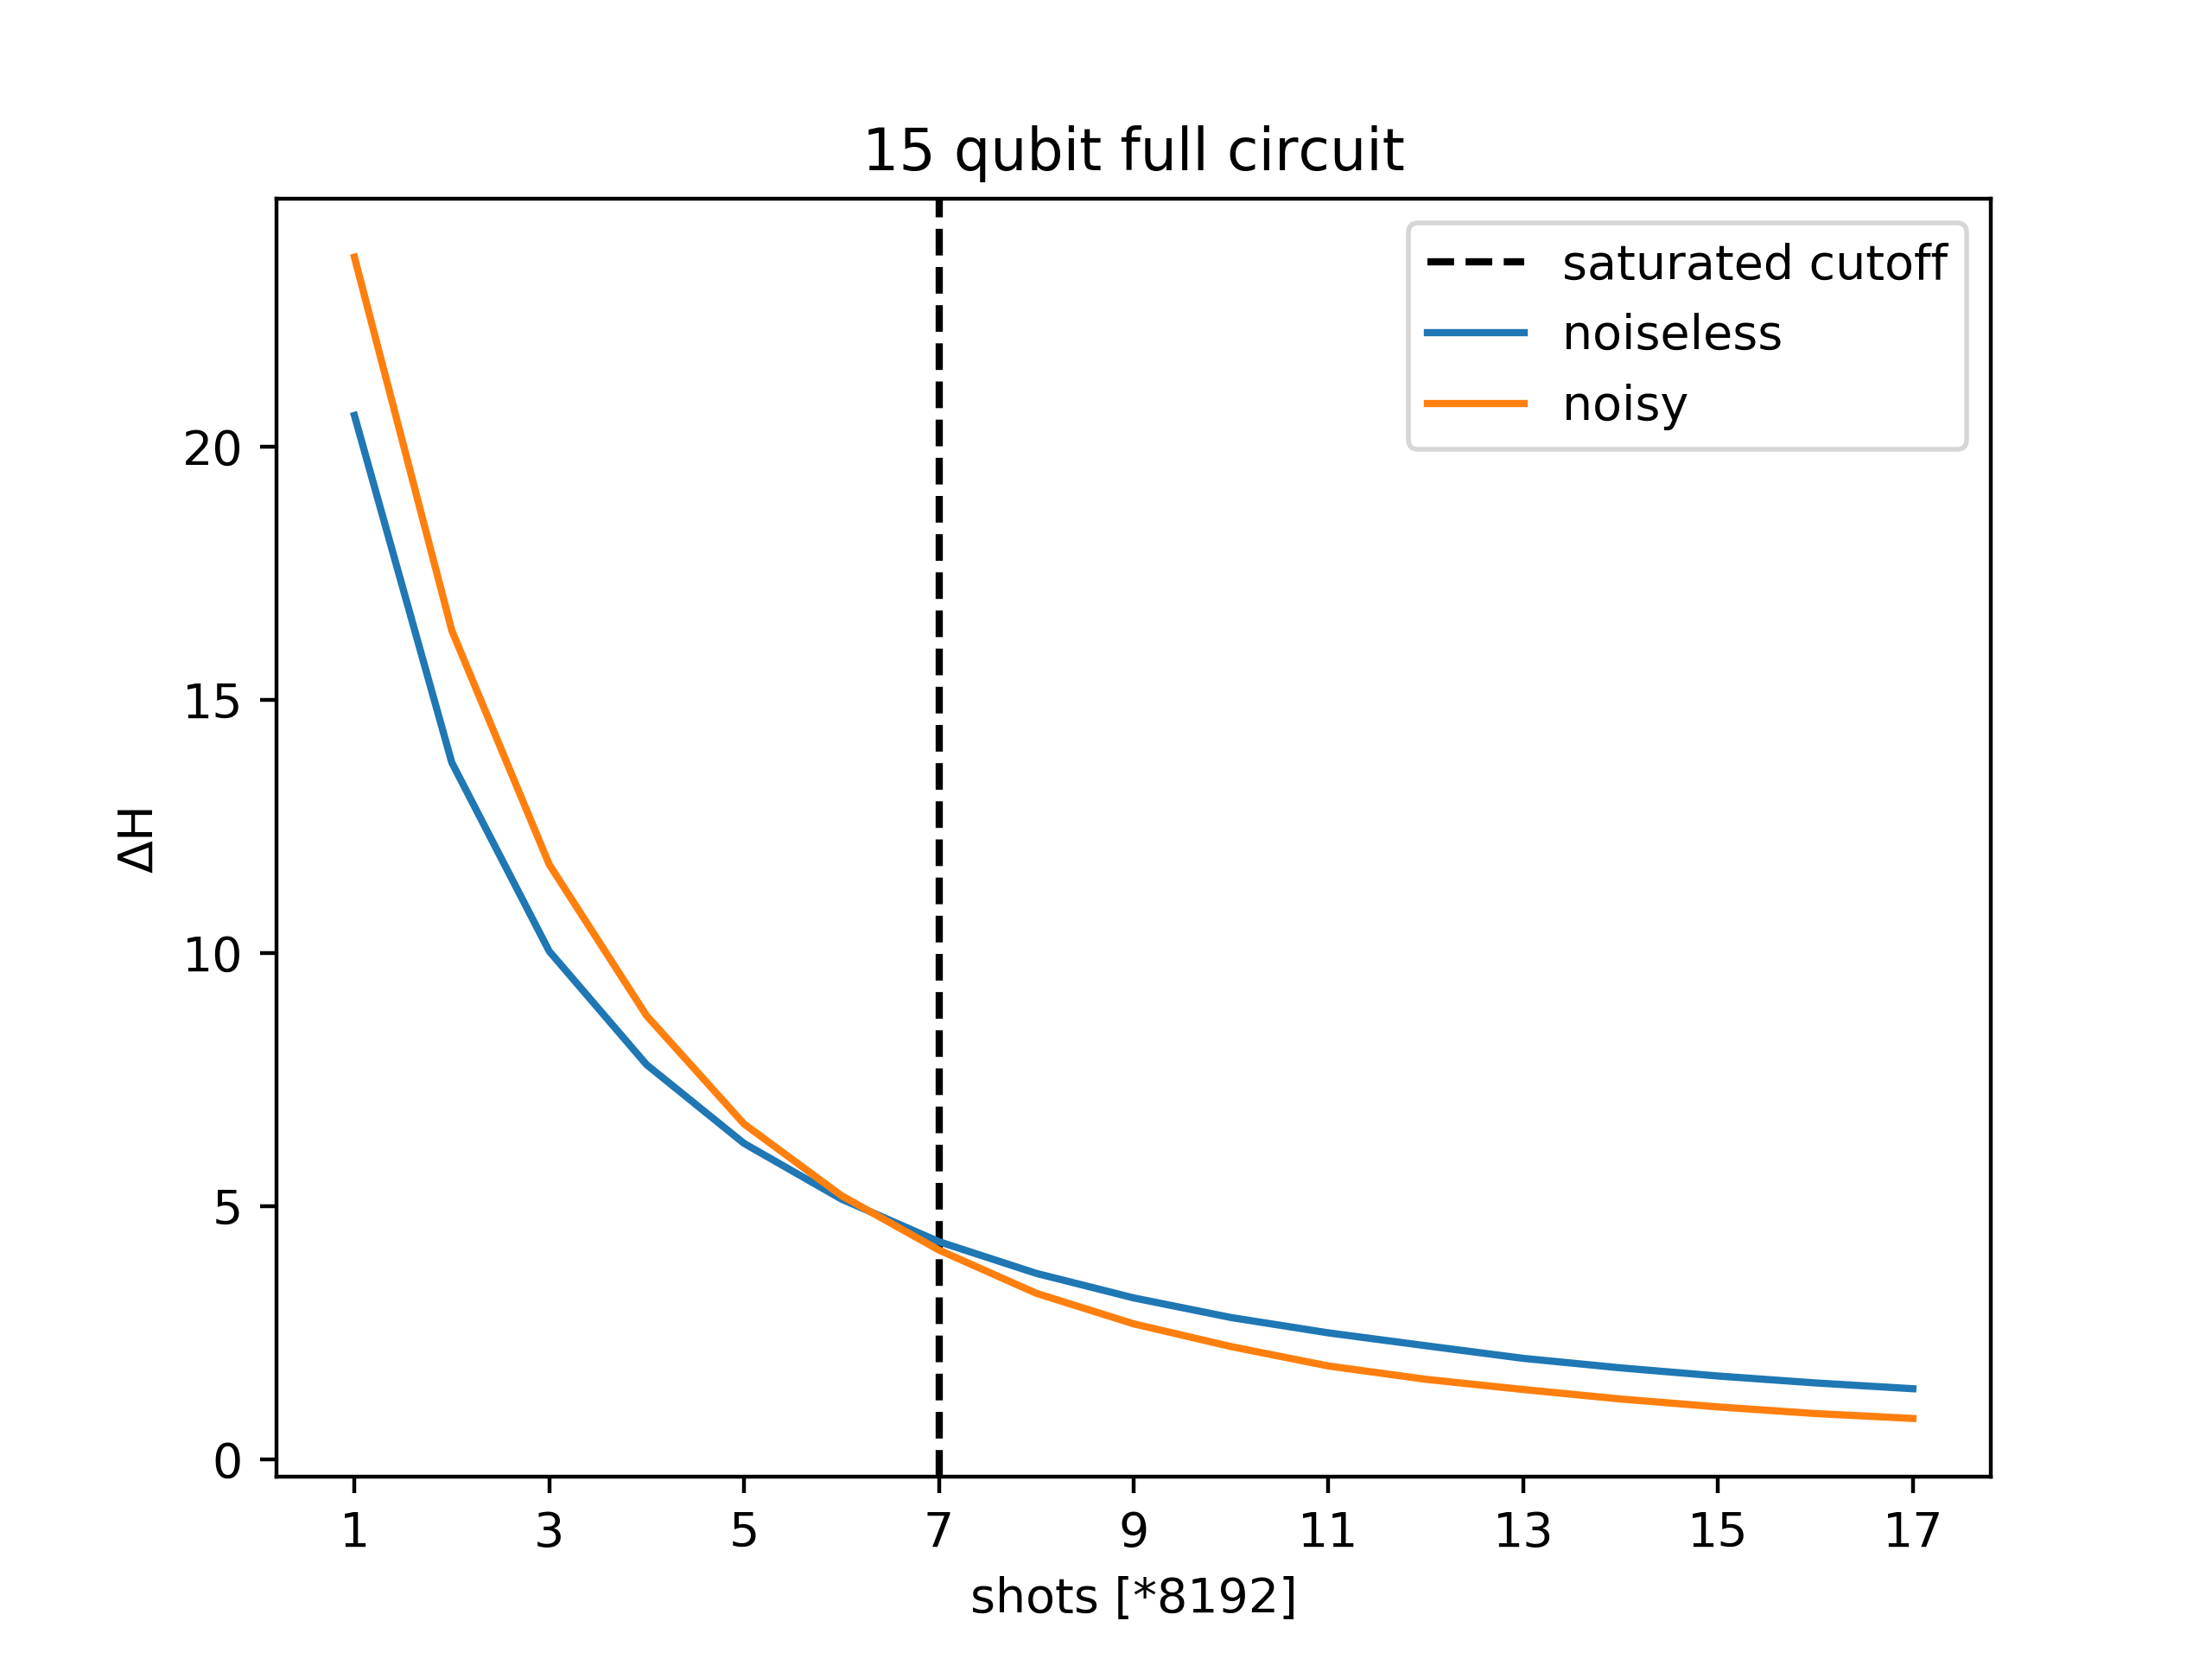 15 qubit full circuit
saturated cutoff
noiseless
noisy
20
15
10
5
0
ΔH
1 3 5 7 9 11 13 15 17
shots [*8192]